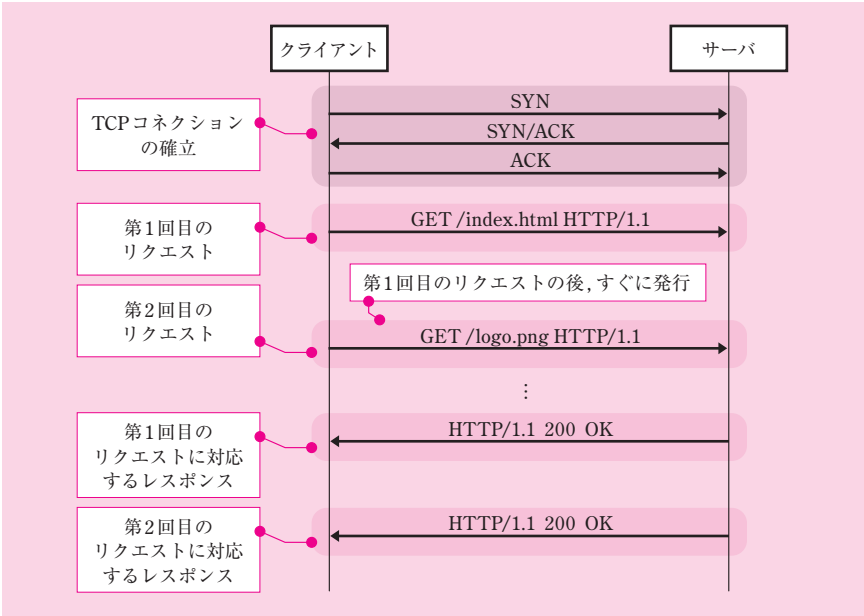 クライアント
サーバ
TCPコネクション
の確立
SYN
SYN/ACK
ACK
第1回目の
リクエスト
GET /index.html HTTP/1.1
第1回目のリクエストの後,すぐに発行
第2回目の
リクエスト
GET /logo.png HTTP/1.1
⋮
第1回目の
リクエストに対応
するレスポンス
HTTP/1.1 200 OK
第2回目の
リクエストに対応
するレスポンス
HTTP/1.1 200 OK